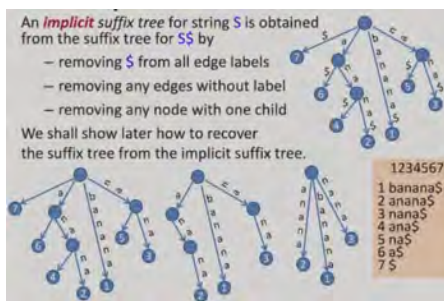 An implicit suffix tree for string S is obtained
from the suffix tree for S$ by
– removing $ from all edge labels
– removing any edges without label
– removing any node with one child
We shall show later how to recover
the suffix tree from the implicit suffix tree.
1234567
1 banana$
2 anana$
3 nana$
4 ana$
5 na$
6 a$
7 $